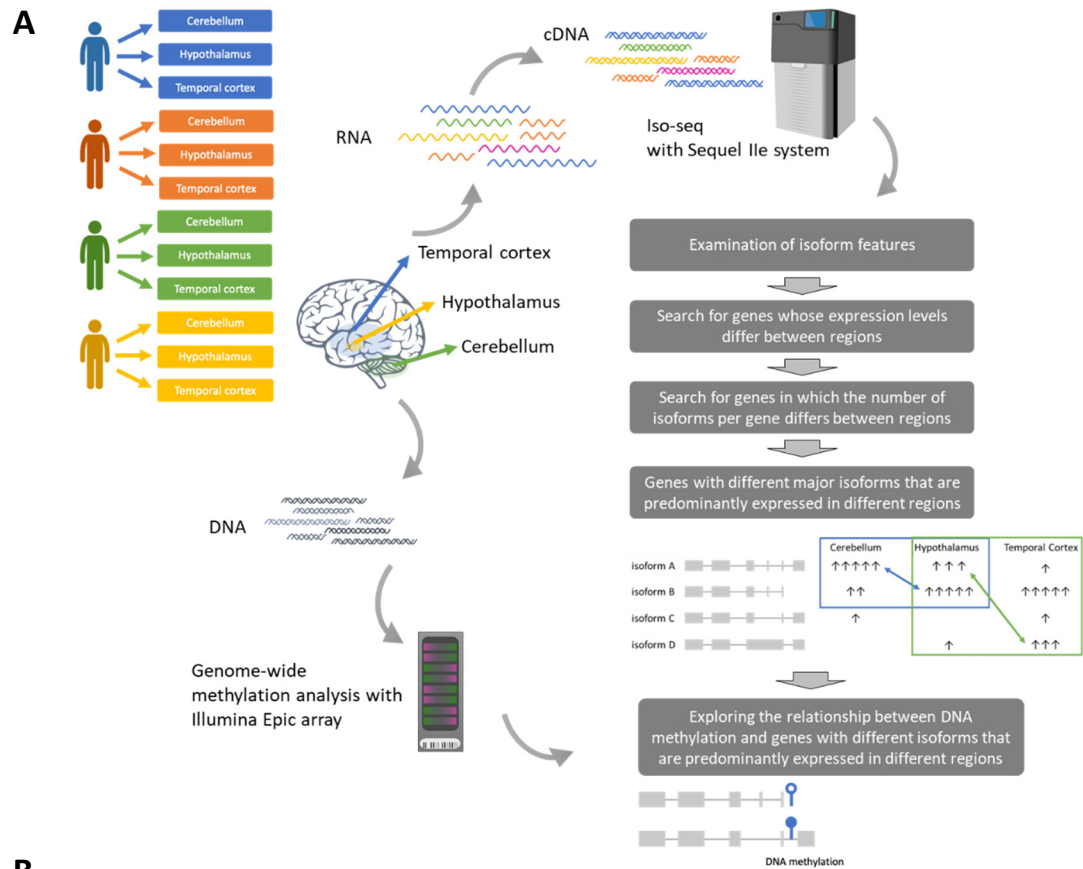 A
Cerebellum
Hypothalamus
Temporal cortex
Cerebellum
Hypothalamus
Temporal cortex
Cerebellum
Hypothalamus
Temporal cortex
Cerebellum
Hypothalamus
Temporal cortex
cDNA
RNA
Iso-seq
with Sequel IIe system
Temporal cortex
Hypothalamus
Cerebellum
DNA
Genome-wide
methylation analysis with
Illumina Epic array
Examination of isoform features
Search for genes whose expression levels
differ between regions
Search for genes in which the number of
isoforms per gene differs between regions
Genes with different major isoforms that are
predominantly expressed in different regions
Cerebellum Hypothalamus Temporal Cortex
isoform A ↑↑↑↑↑ ↑↑↑ ↑
isoform B ↑↑ ↑↑↑↑↑ ↑↑↑↑↑
isoform C ↑ ↑
isoform D ↑ ↑↑↑
Exploring the relationship between DNA
methylation and genes with different isoforms that
are predominantly expressed in different regions
DNA methylation